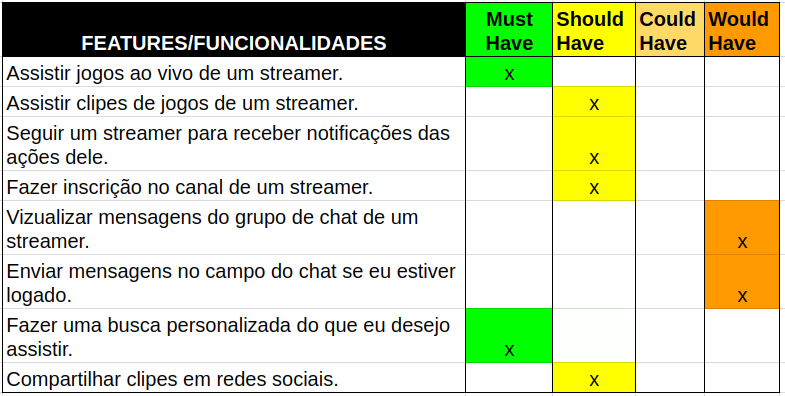 FEATURES/FUNCIONALIDADES Must Have Should Have Could Have Would Have
Assistir jogos ao vivo de um streamer. x
Assistir clipes de jogos de um streamer. x
Seguir um streamer para receber notificações das
ações dele. x
Fazer inscrição no canal de um streamer. x
Vizualizar mensagens do grupo de chat de um
streamer. x
Enviar mensagens no campo do chat se eu estiver
logado. x
Fazer uma busca personalizada do que eu desejo
assistir. x
Compartilhar clipes em redes sociais. x